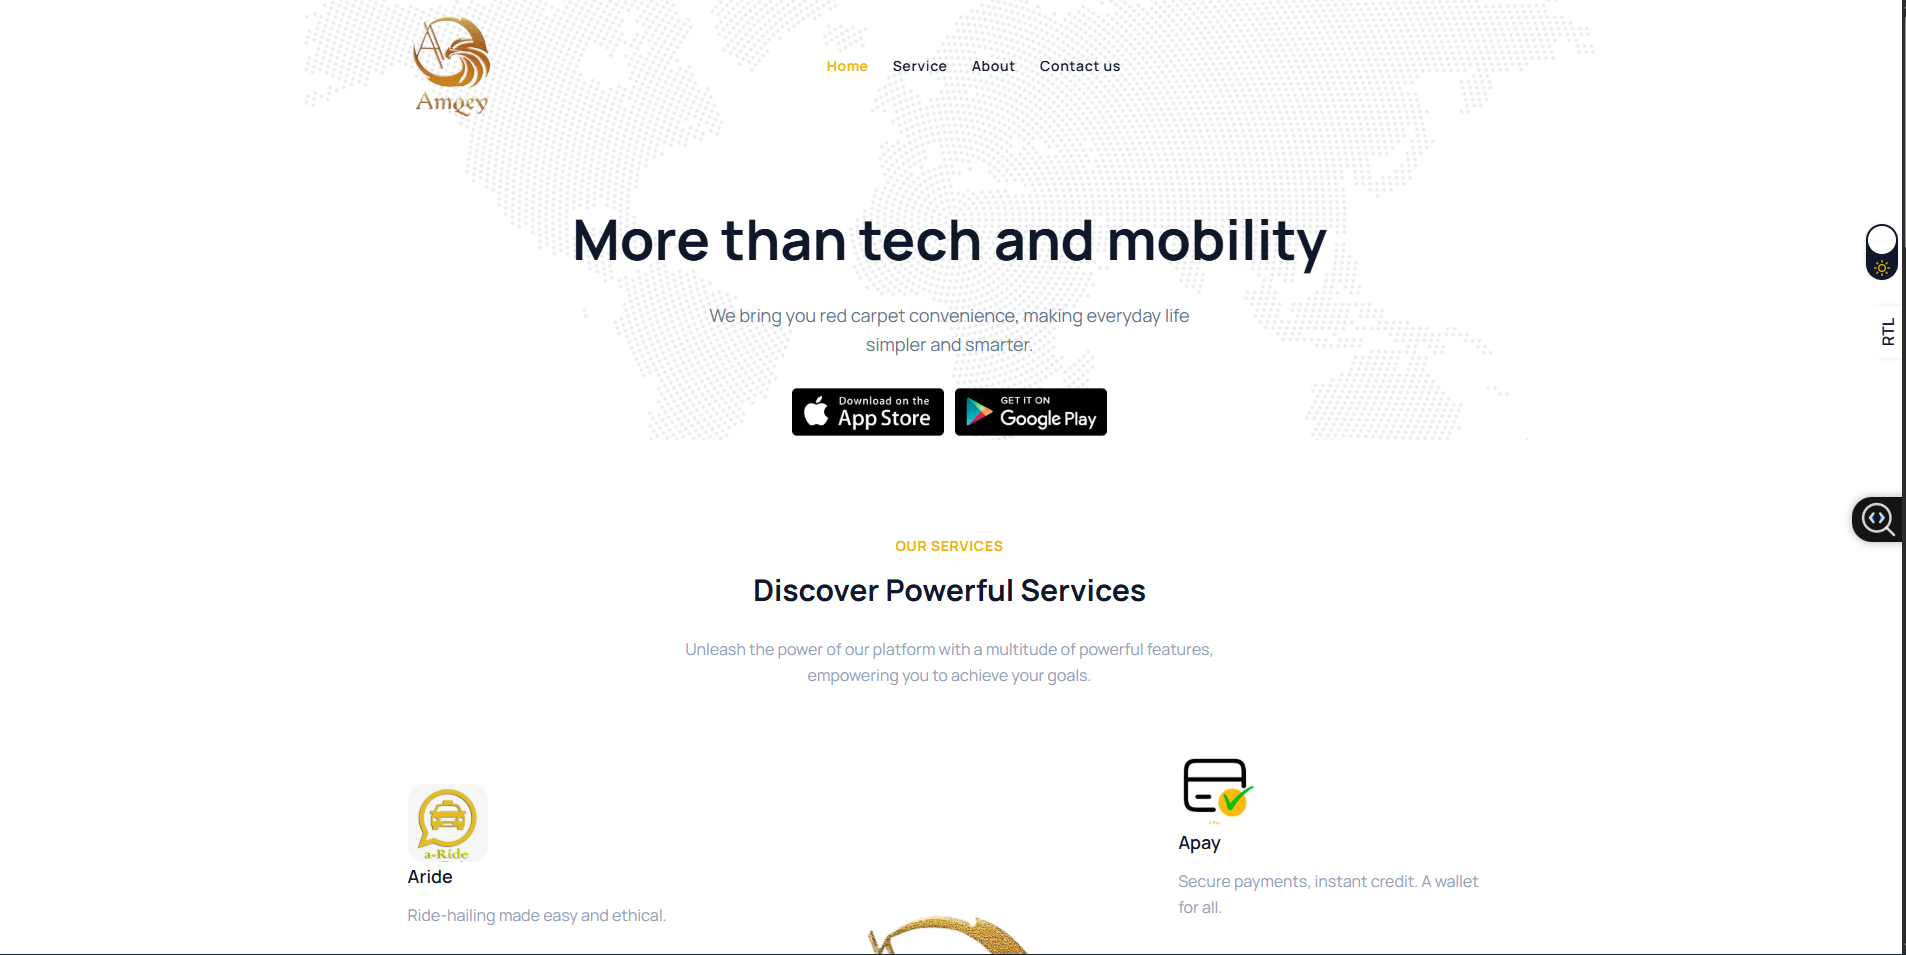 Amqey
Home Service About Contact us
More than tech and mobility
We bring you red carpet convenience, making everyday life
simpler and smarter.
Download on the
App Store
GET IT ON
Google Play
RTL
OUR SERVICES
Discover Powerful Services
Unleash the power of our platform with a multitude of powerful features,
empowering you to achieve your goals.
a-Ride
Aride
Ride-hailing made easy and ethical.
Apay
Secure payments, instant credit. A wallet
for all.